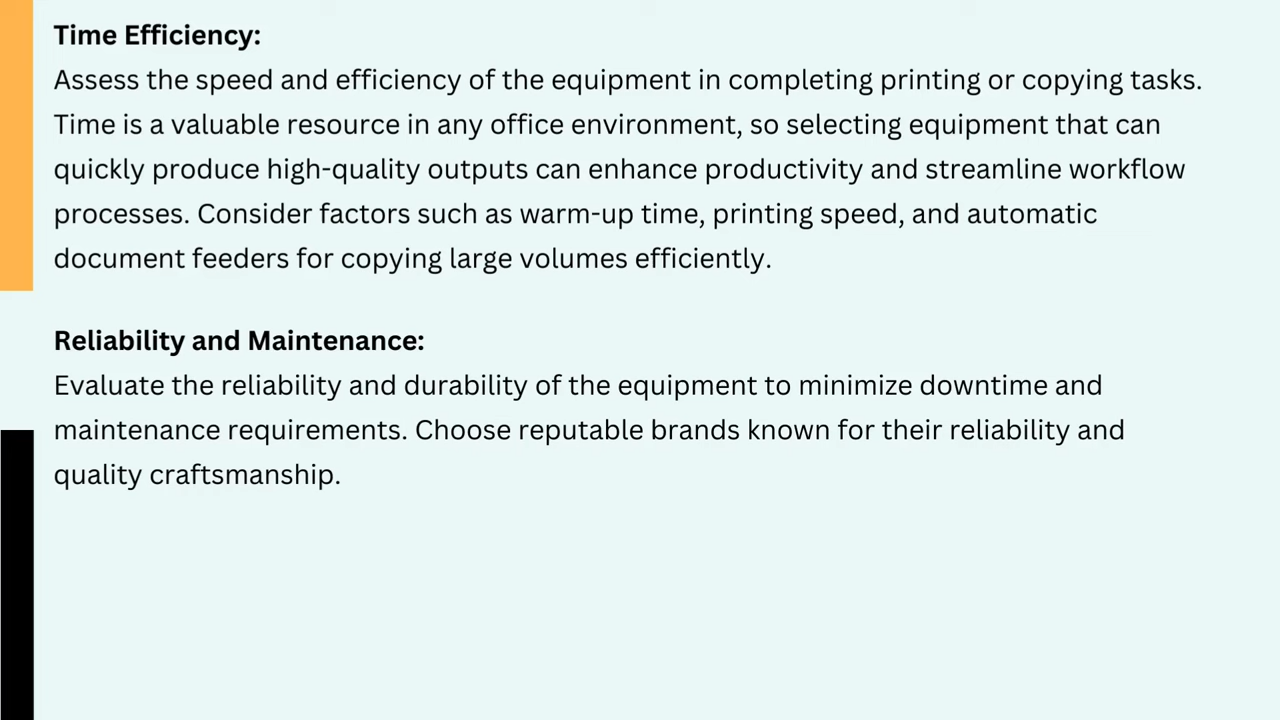 Time Efficiency:
Assess the speed and efficiency of the equipment in completing printing or copying tasks.
Time is a valuable resource in any office environment, so selecting equipment that can
quickly produce high-quality outputs can enhance productivity and streamline workflow
processes. Consider factors such as warm-up time, printing speed, and automatic
document feeders for copying large volumes efficiently.
Reliability and Maintenance:
Evaluate the reliability and durability of the equipment to minimize downtime and
maintenance requirements. Choose reputable brands known for their reliability and
quality craftsmanship.